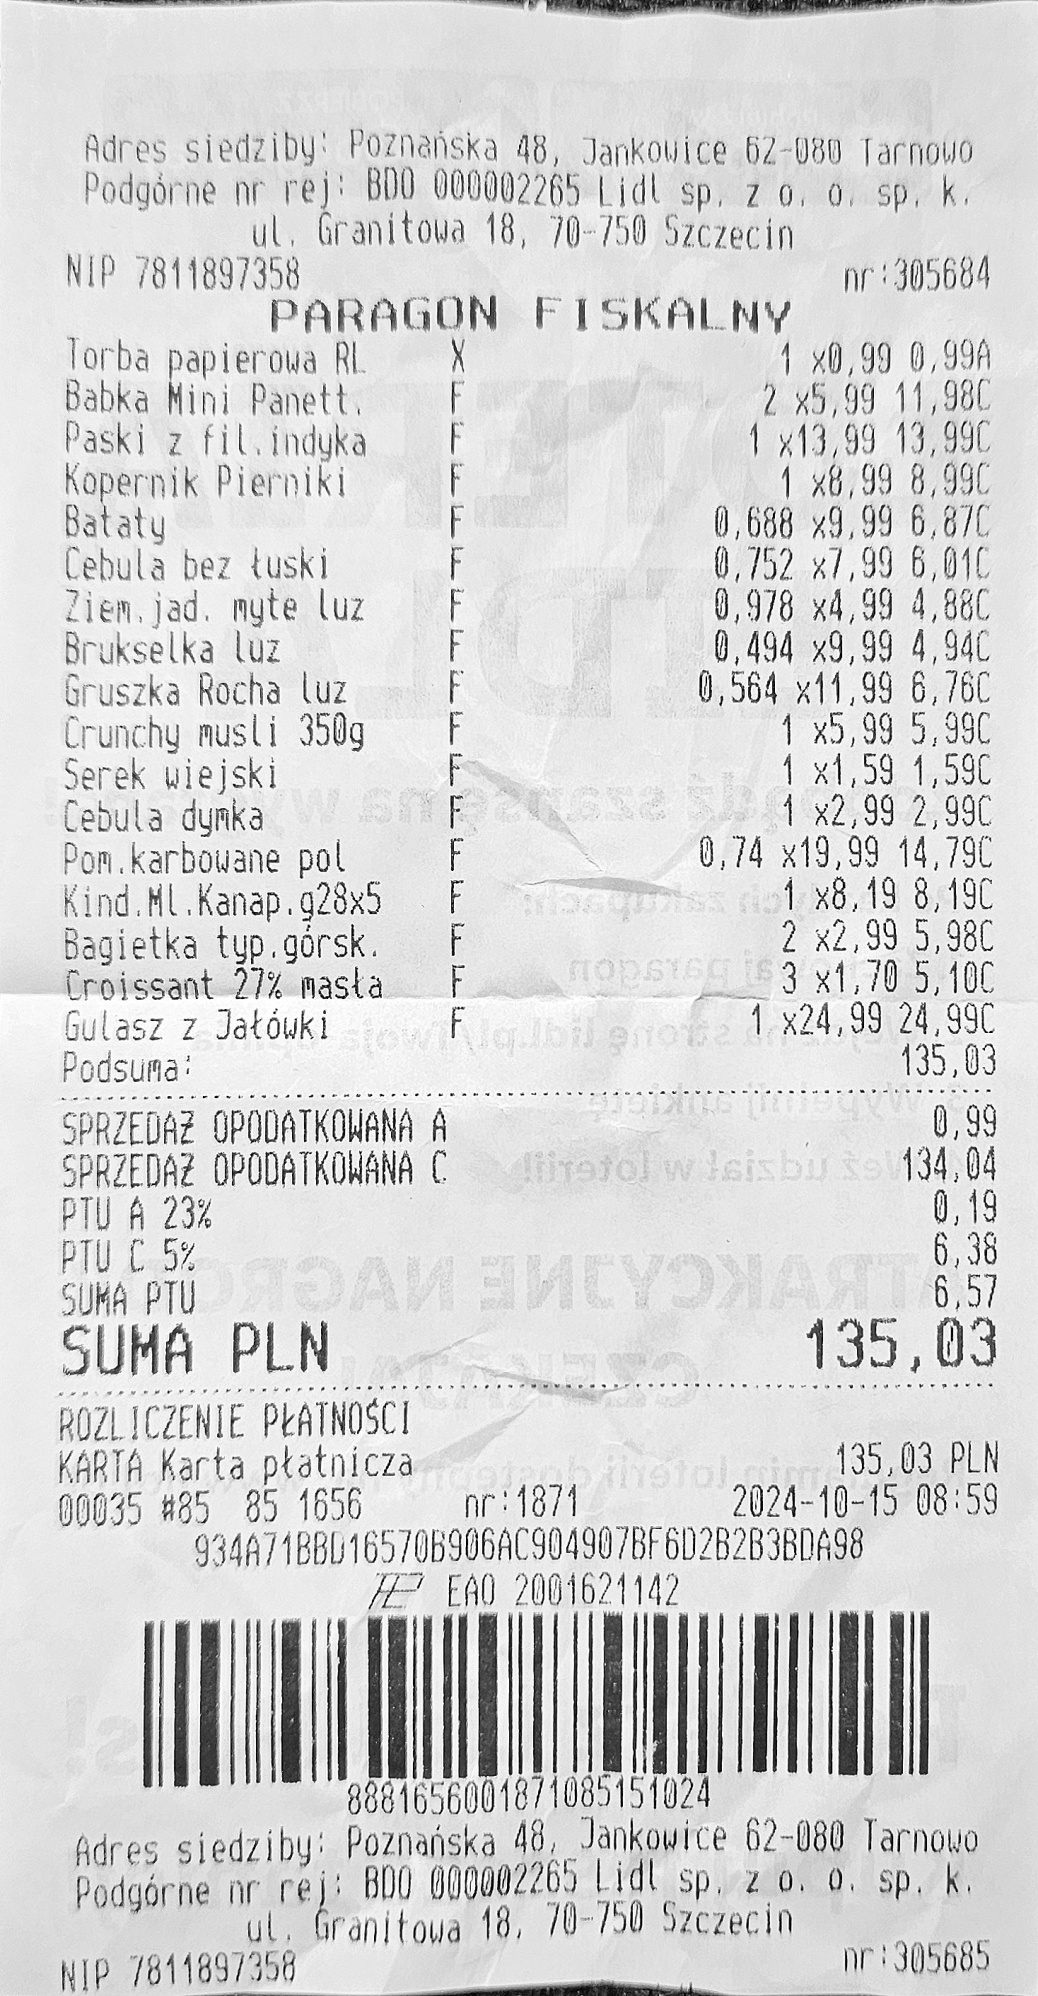 Adres siedziby: Poznańska 48, Jankowice 62-080 Tarnowo
Podgórne nr rej: BDO 000002265 Lidl sp. z o. o. sp. k.
ul. Granitowa 18, 70-750 Szczecin
NIP 7811897358 nr:305684
PARAGON FISKALNY
Torba papierowa RL X 1 x0,99 0,99A
Babka Mini Panett. F 2 x5,99 11,98C
Paski z fil.indyka F 1 x13,99 13,99C
Kopernik Pierniki F 1 x8,99 8,99C
Bataty F 0,688 x9,99 6,87C
Cebula bez łuski F 0,752 x7,99 6,01C
Ziem.jad. myte luz F 0,978 x4,99 4,88C
Brukselka luz F 0,494 x9,99 4,94C
Gruszka Rocha luz F 0,564 x11,99 6,76C
Crunchy musli 350g F 1 x5,99 5,99C
Serek wiejski F 1 x1,59 1,59C
Cebula dymka F 1 x2,99 2,99C
Pom.karbowane pol F 0,74 x19,99 14,79C
Kind.Ml.Kanap.g28x5 F 1 x8,19 8,19C
Bagietka typ.górsk. F 2 x2,99 5,98C
Croissant 27% masła F 3 x1,70 5,10C
Gulasz z Jałówki F 1 x24,99 24,99C
Podsuma: 135,03
SPRZEDAŻ OPODATKOWANA A 0,99
SPRZEDAŻ OPODATKOWANA C 134,04
PTU A 23% 0,19
PTU C 5% 6,38
SUMA PTU 6,57
SUMA PLN 135,03
ROZLICZENIE PŁATNOŚCI
KARTA Karta płatnicza 135,03 PLN
00035 #85 85 1656 nr:1871 2024-10-15 08:59
934A71BBD16570B906AC904907BF6D2B2B3BDA98
EAO 2001621142
8881656001871085151024
Adres siedziby: Poznańska 48, Jankowice 62-080 Tarnowo
Podgórne nr rej: BDO 000002265 Lidl sp. z o. o. sp. k.
ul. Granitowa 18, 70-750 Szczecin
NIP 7811897358 nr:305685